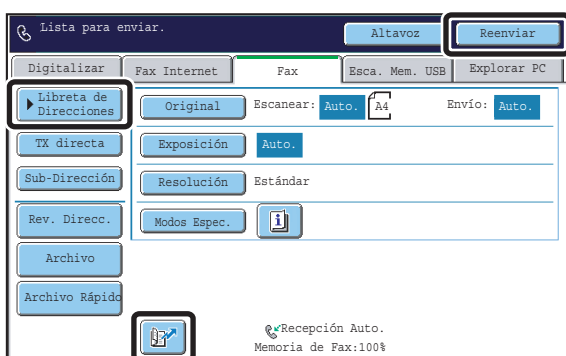 Lista para enviar.
Altavoz
Reenviar
Digitalizar
Fax Internet
Fax
Esca. Mem. USB
Explorar PC
Libreta de
Direcciones
Original
Escanear:
Auto.
A4
Envío:
Auto.
TX directa
Exposición
Auto.
Sub-Dirección
Resolución
Estándar
Rev. Direcc.
Modos Espec.
Archivo
Archivo Rápido
Recepción Auto.
Memoria de Fax:100%